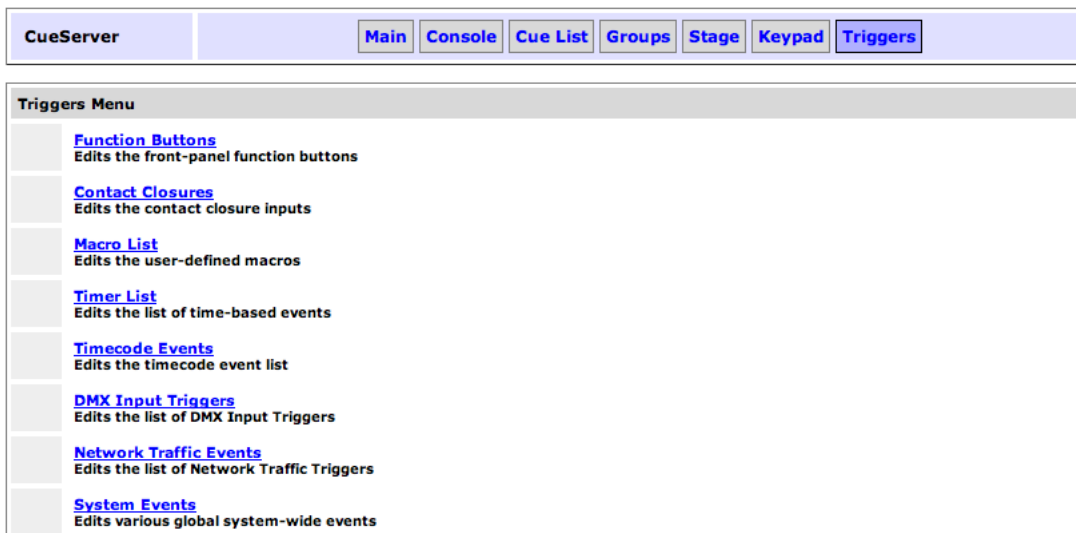 CueServer Main Console Cue List Groups Stage Keypad Triggers
Triggers Menu
Function Buttons
Edits the front-panel function buttons
Contact Closures
Edits the contact closure inputs
Macro List
Edits the user-defined macros
Timer List
Edits the list of time-based events
Timecode Events
Edits the timecode event list
DMX Input Triggers
Edits the list of DMX Input Triggers
Network Traffic Events
Edits the list of Network Traffic Triggers
System Events
Edits various global system-wide events